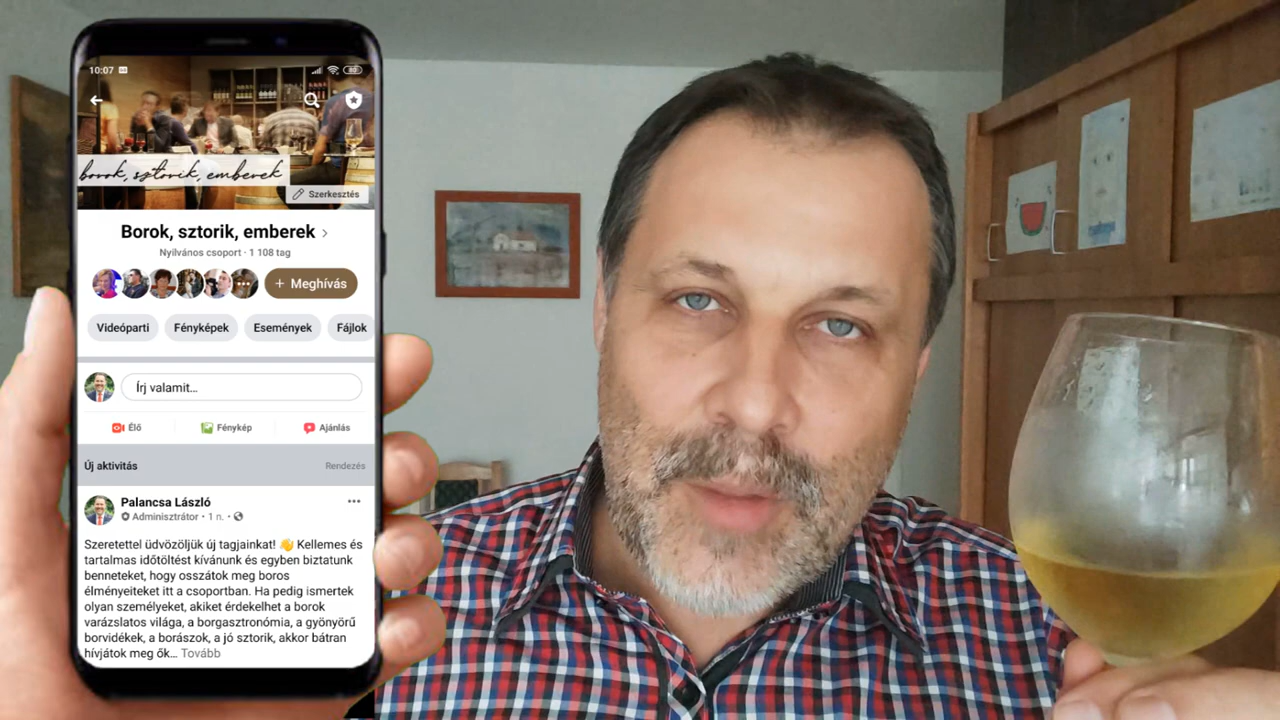 10:07
borok, sztorik, emberek
Szerkesztés
Borok, sztorik, emberek
Nyilvános csoport · 1 108 tag
+ Meghívás
Videóparti Fényképek Események Fájlok
Írj valamit...
Élő Fénykép Ajánlás
Új aktivitás Rendezés
Palancsa László
Adminisztrátor · 1 n. ·
Szeretettel üdvözöljük új tagjainkat! 👋 Kellemes és
tartalmas időtöltést kívánunk és egyben biztatunk
benneteket, hogy osszátok meg boros
élményeiteket itt a csoportban. Ha pedig ismertek
olyan személyeket, akiket érdekelhet a borok
varázslatos világa, a borgasztronómia, a gyönyörű
borvidékek, a borászok, a jó sztorik, akkor bátran
hívjátok meg ők... Tovább